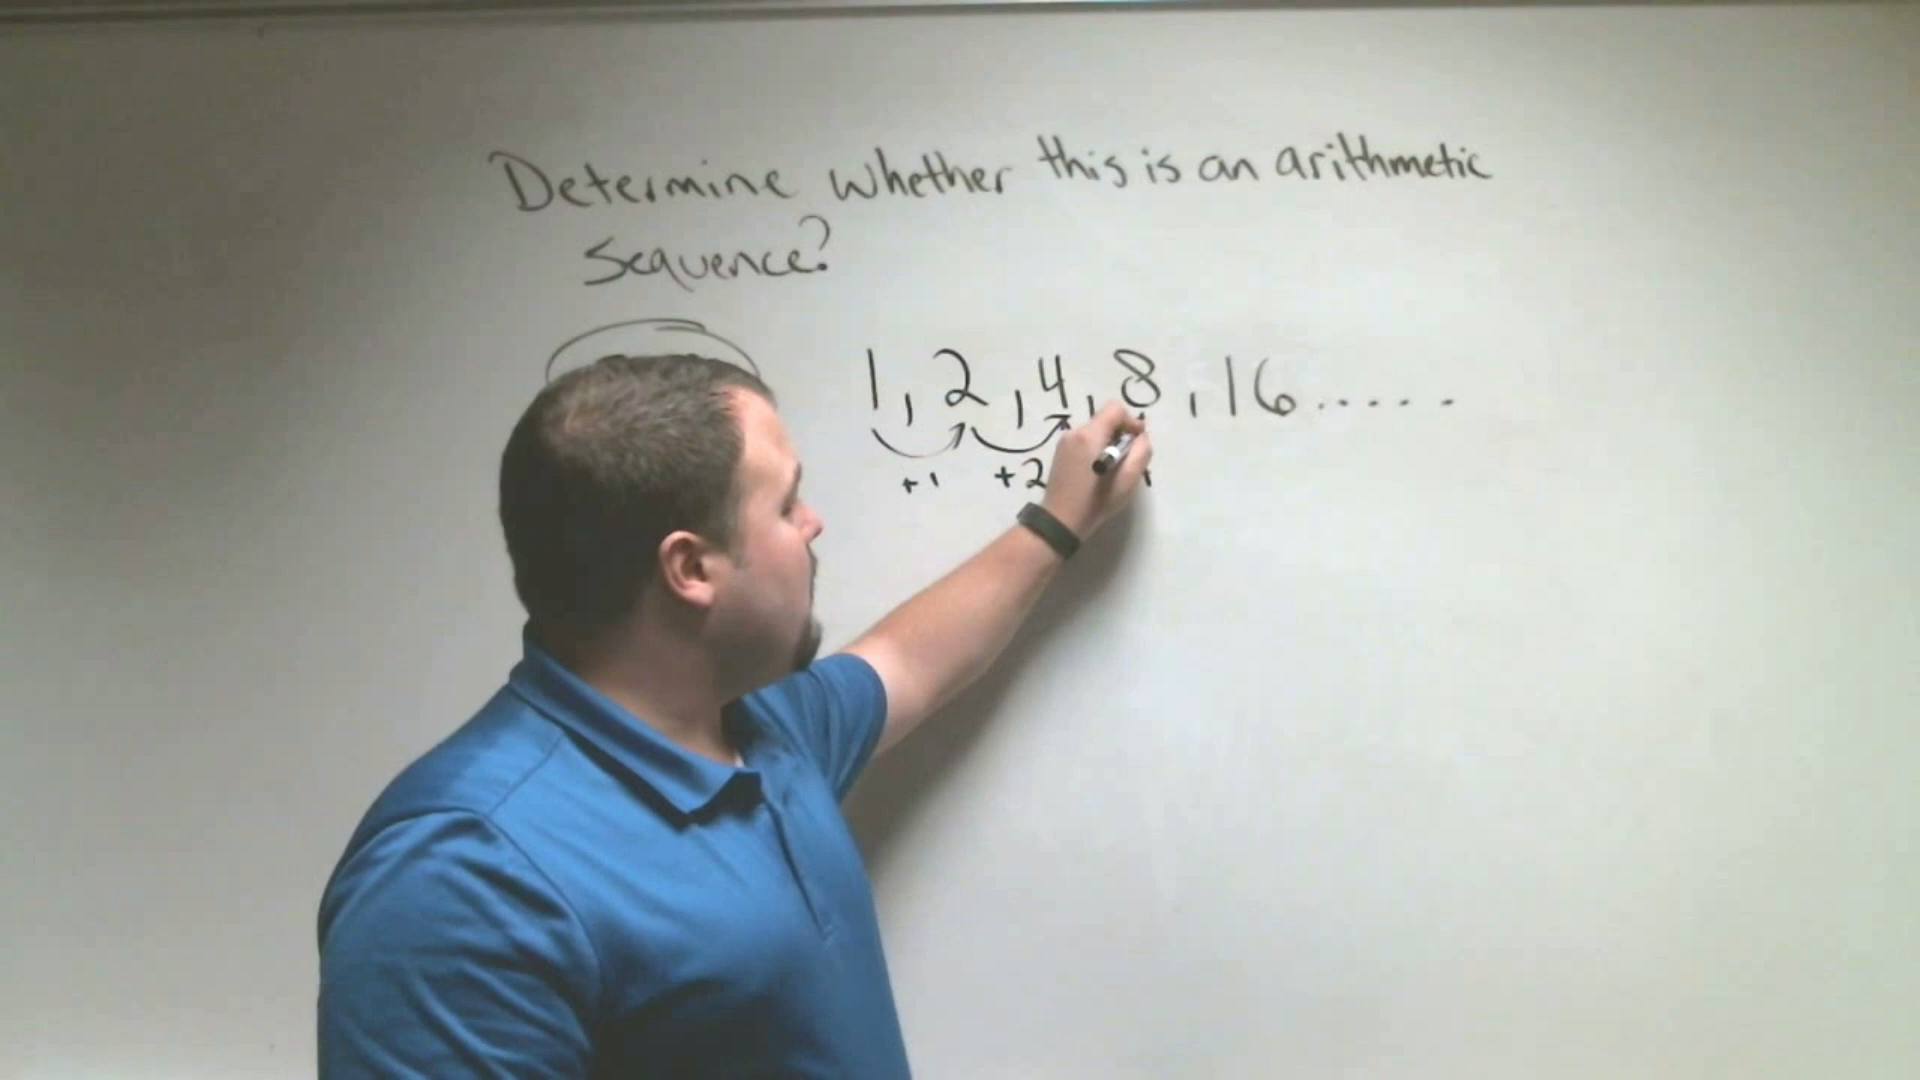 Determine whether this is an arithmetic
sequence?
1, 2, 4, 8, 16.....
+1 +2